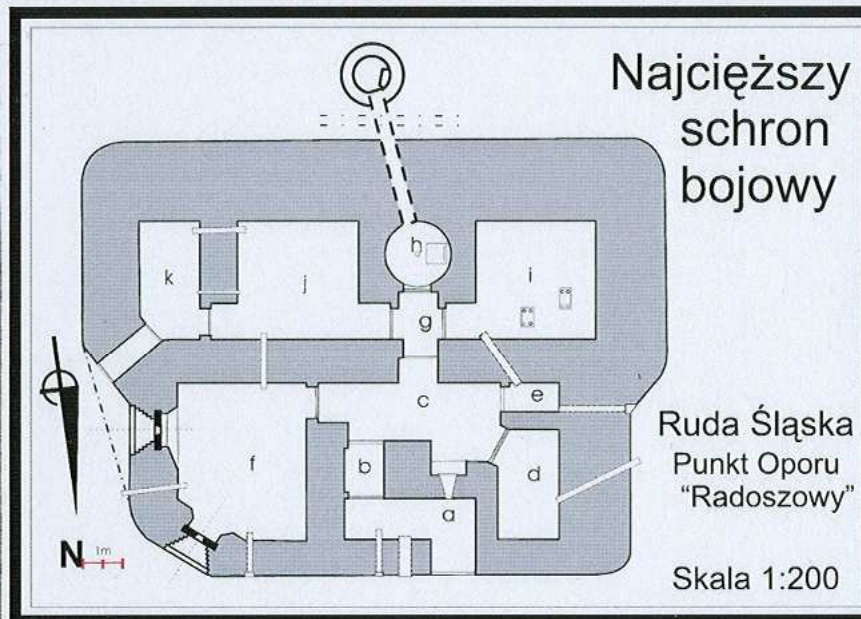 Najcięższy
schron
bojowy
h
k
j
i
g
e
c
f
b
d
a
Ruda Śląska
Punkt Oporu
"Radoszowy"
N 1m
Skala 1:200